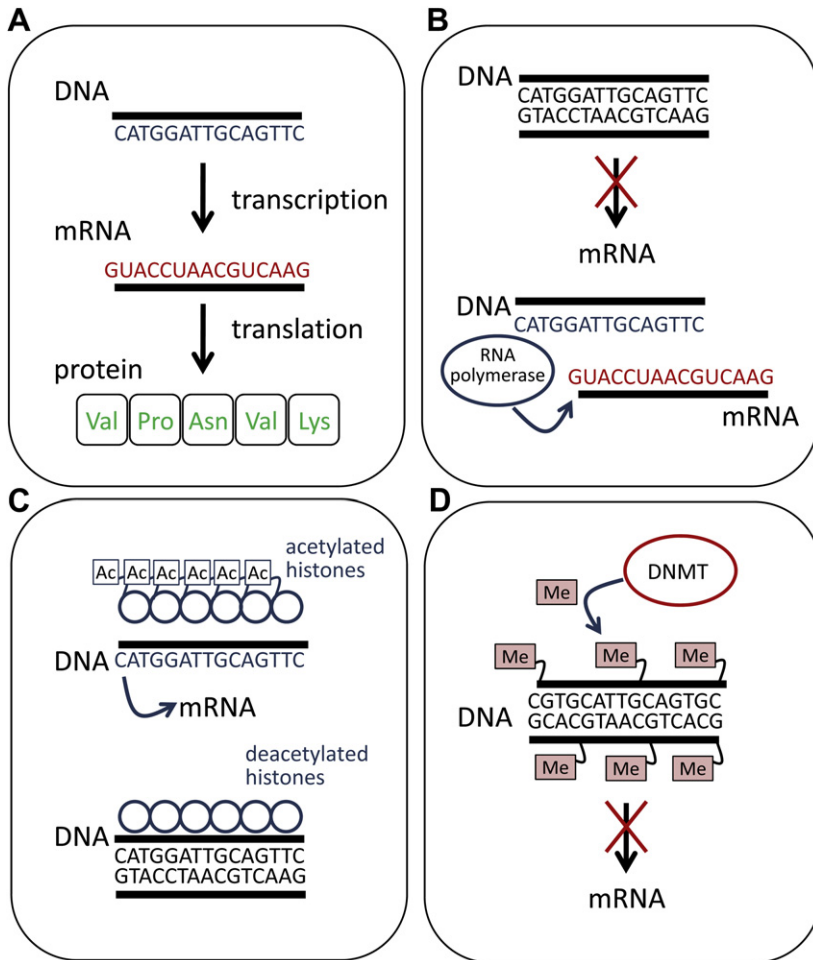 A
DNA
CATGGATTGCAGTTC
transcription
mRNA
GUACCUAACGUCAAG
translation
protein
Val Pro Asn Val Lys
B
DNA
CATGGATTGCAGTTC
GTACCTAACGTCAAG
mRNA
DNA
CATGGATTGCAGTTC
RNA
polymerase
GUACCUAACGUCAAG
mRNA
C
acetylated
histones
Ac Ac Ac Ac Ac Ac
DNA
CATGGATTGCAGTTC
mRNA
deacetylated
histones
DNA
CATGGATTGCAGTTC
GTACCTAACGTCAAG
D
DNMT
Me
Me Me Me
DNA
CGTGCATTGCAGTGC
GCACGTAACGTCACG
Me Me Me
mRNA